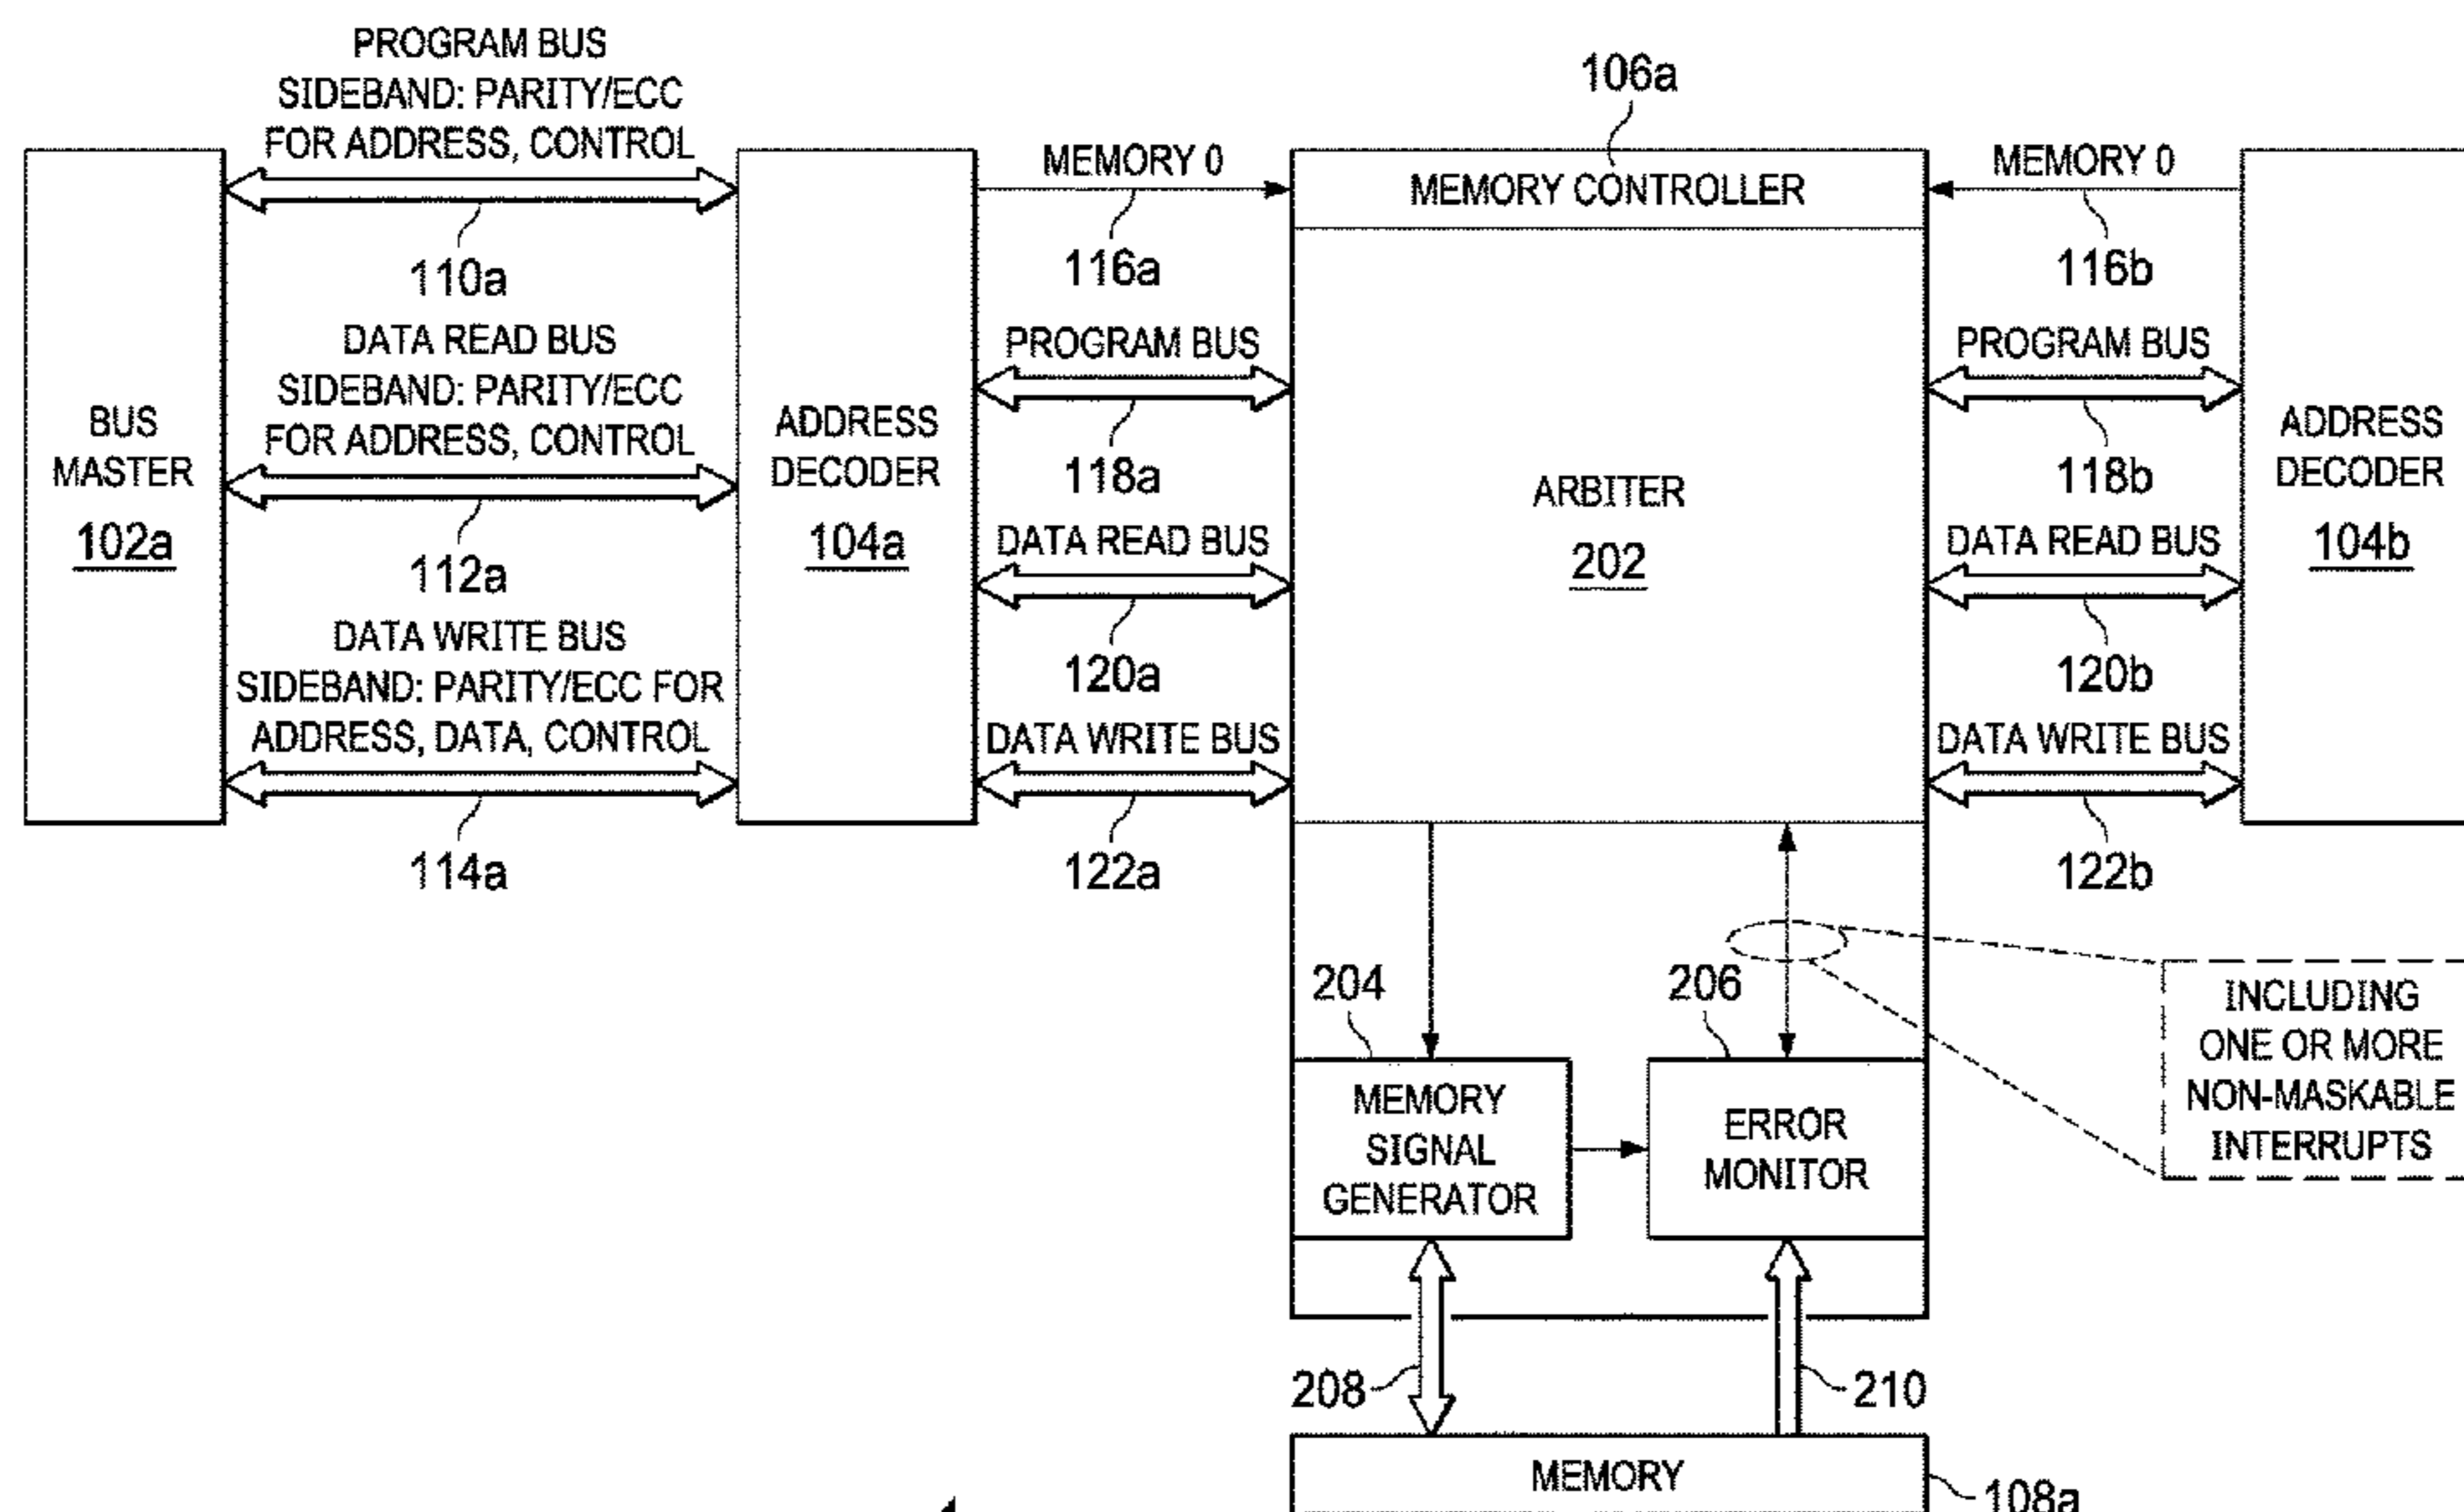 PROGRAM BUS
SIDEBAND: PARITY/ECC
FOR ADDRESS, CONTROL
110a
DATA READ BUS
SIDEBAND: PARITY/ECC
FOR ADDRESS, CONTROL
112a
DATA WRITE BUS
SIDEBAND: PARITY/ECC FOR
ADDRESS, DATA, CONTROL
114a
BUS
MASTER
102a
ADDRESS
DECODER
104a
MEMORY 0
116a
PROGRAM BUS
118a
DATA READ BUS
120a
DATA WRITE BUS
122a
106a
MEMORY CONTROLLER
ARBITER
202
MEMORY 0
116b
PROGRAM BUS
118b
DATA READ BUS
120b
DATA WRITE BUS
122b
ADDRESS
DECODER
104b
204
206
MEMORY
SIGNAL
GENERATOR
ERROR
MONITOR
INCLUDING
ONE OR MORE
NON-MASKABLE
INTERRUPTS
208
210
MEMORY
108a